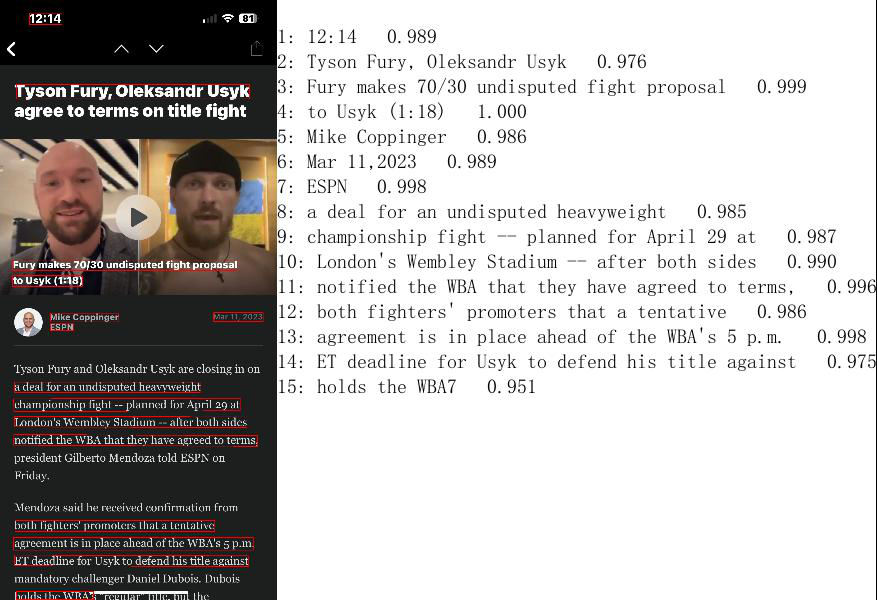 12:14
81
Tyson Fury, Oleksandr Usyk
agree to terms on title fight
Fury makes 70/30 undisputed fight proposal
to Usyk (1:18)
Mike Coppinger
Mar 11, 2023
ESPN
Tyson Fury and Oleksandr Usyk are closing in on
a deal for an undisputed heavyweight
championship fight -- planned for April 29 at
London's Wembley Stadium -- after both sides
notified the WBA that they have agreed to terms,
president Gilberto Mendoza told ESPN on
Friday.
Mendoza said he received confirmation from
both fighters' promoters that a tentative
agreement is in place ahead of the WBA's 5 p.m.
ET deadline for Usyk to defend his title against
mandatory challenger Daniel Dubois. Dubois
holds the WBA's "regular" title, but the
1: 12:14 0.989
2: Tyson Fury, Oleksandr Usyk 0.976
3: Fury makes 70/30 undisputed fight proposal 0.999
4: to Usyk (1:18) 1.000
5: Mike Coppinger 0.986
6: Mar 11,2023 0.989
7: ESPN 0.998
8: a deal for an undisputed heavyweight 0.985
9: championship fight -- planned for April 29 at 0.987
10: London's Wembley Stadium -- after both sides 0.990
11: notified the WBA that they have agreed to terms, 0.996
12: both fighters' promoters that a tentative 0.986
13: agreement is in place ahead of the WBA's 5 p.m. 0.998
14: ET deadline for Usyk to defend his title against 0.975
15: holds the WBA7 0.951